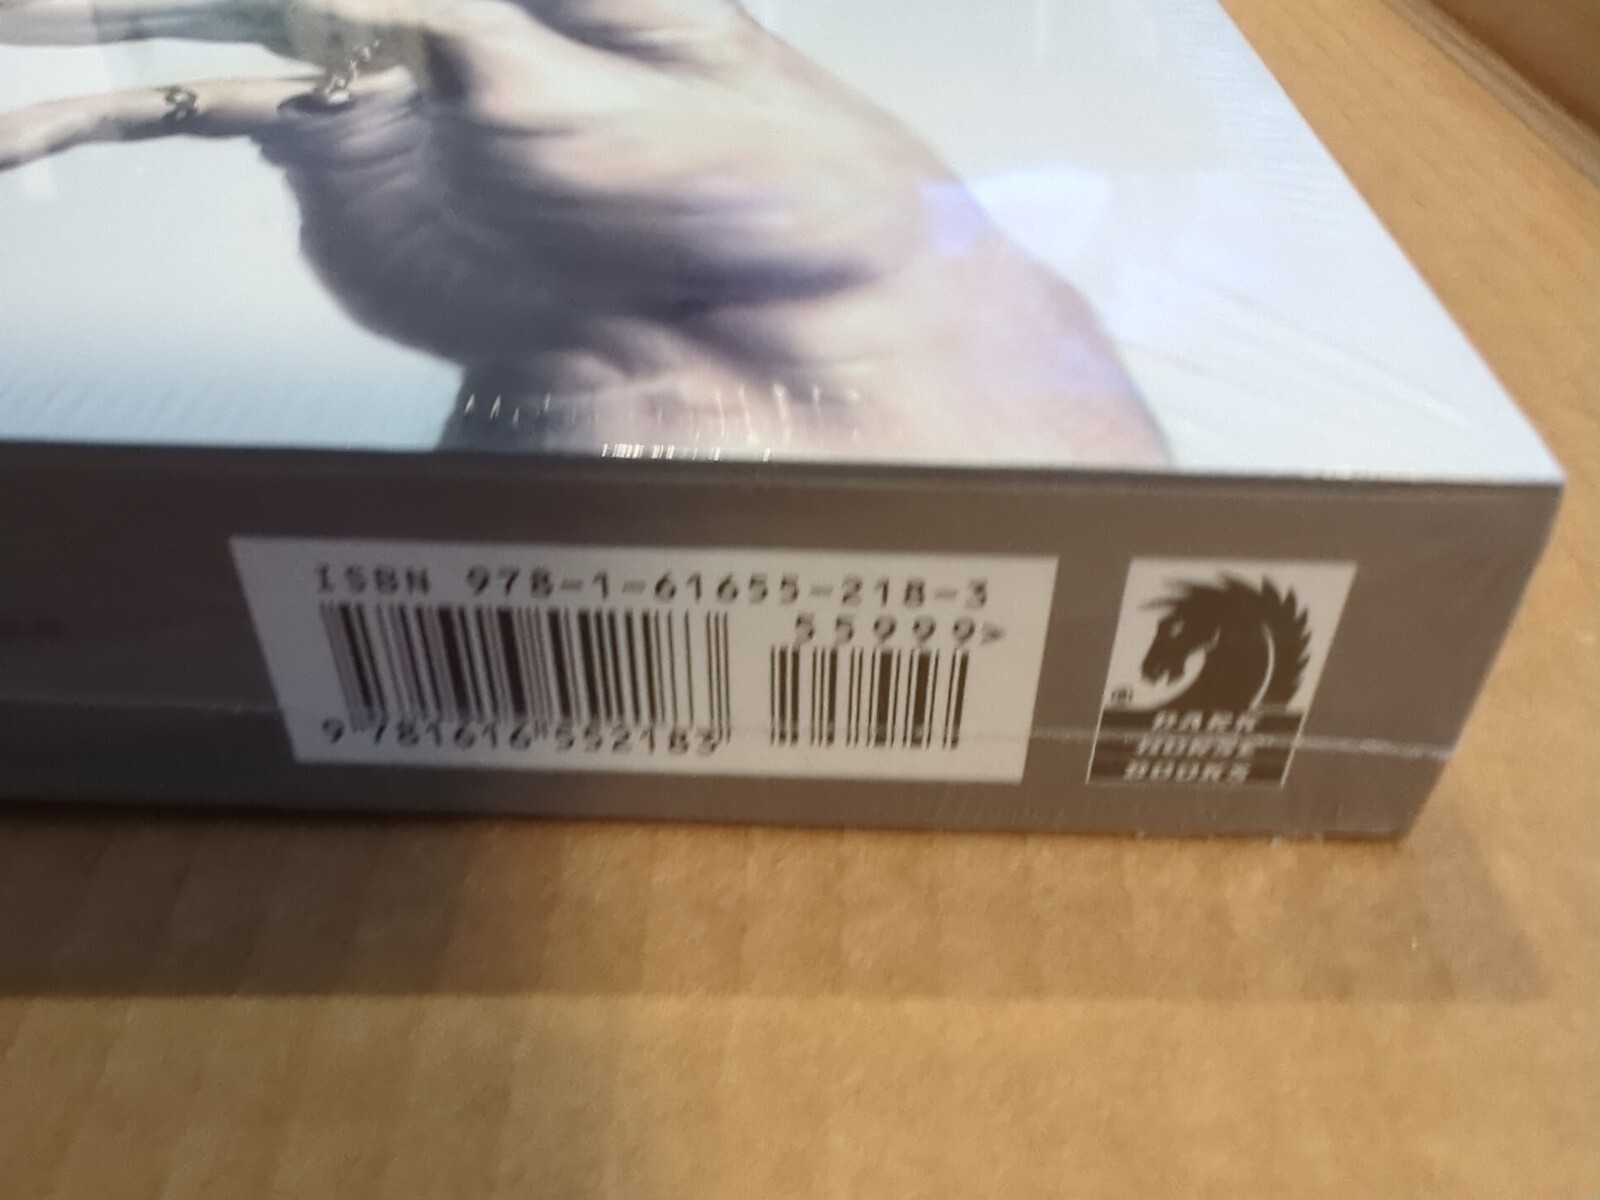 ISBN 978-1-61655-218-3
55999>
9 781616 552183
®
DARK
HORSE
BOOKS